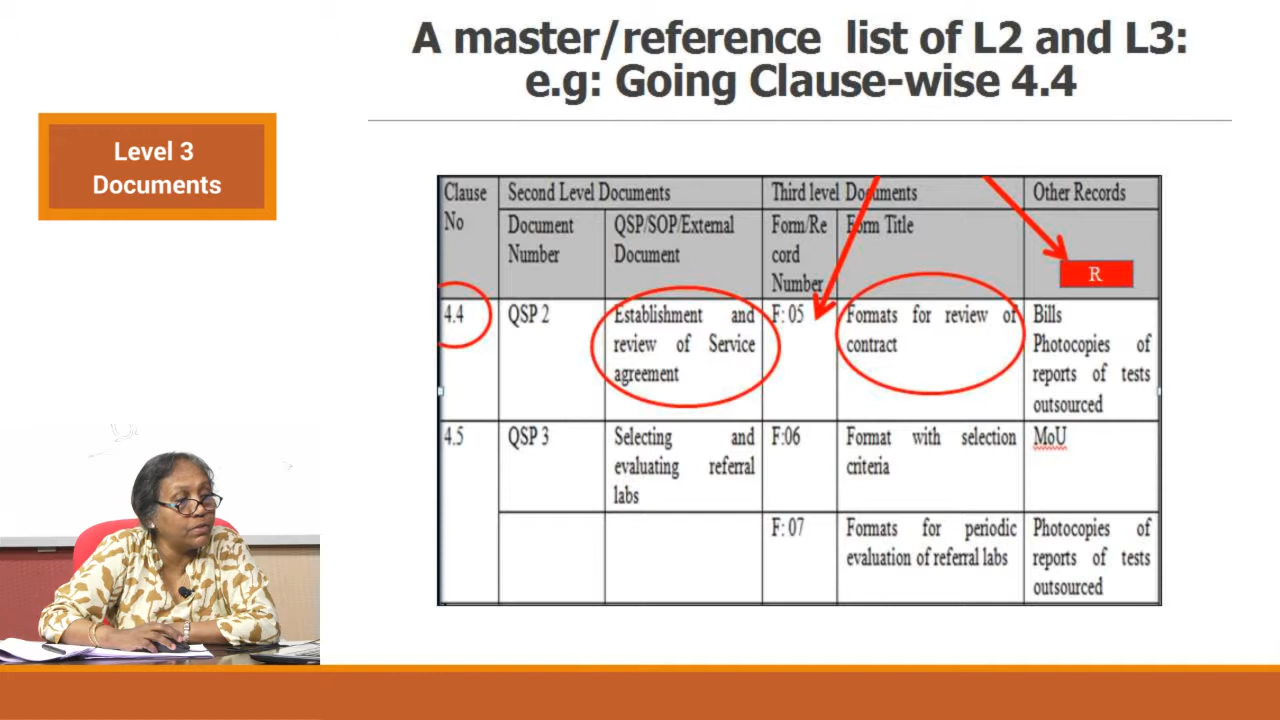 A master/reference list of L2 and L3:
e.g: Going Clause-wise 4.4
Level 3
Documents
Clause No
Second Level Documents
Third level Documents
Other Records
Document Number
QSP/SOP/External Document
Form/Re cord Number
Form Title
R
4.4
QSP 2
Establishment and
review of Service
agreement
F: 05
Formats for review of
contract
Bills
Photocopies of
reports of tests
outsourced
4.5
QSP 3
Selecting and
evaluating referral
labs
F:06
Format with selection
criteria
MoU
F: 07
Formats for periodic
evaluation of referral labs
Photocopies of
reports of tests
outsourced